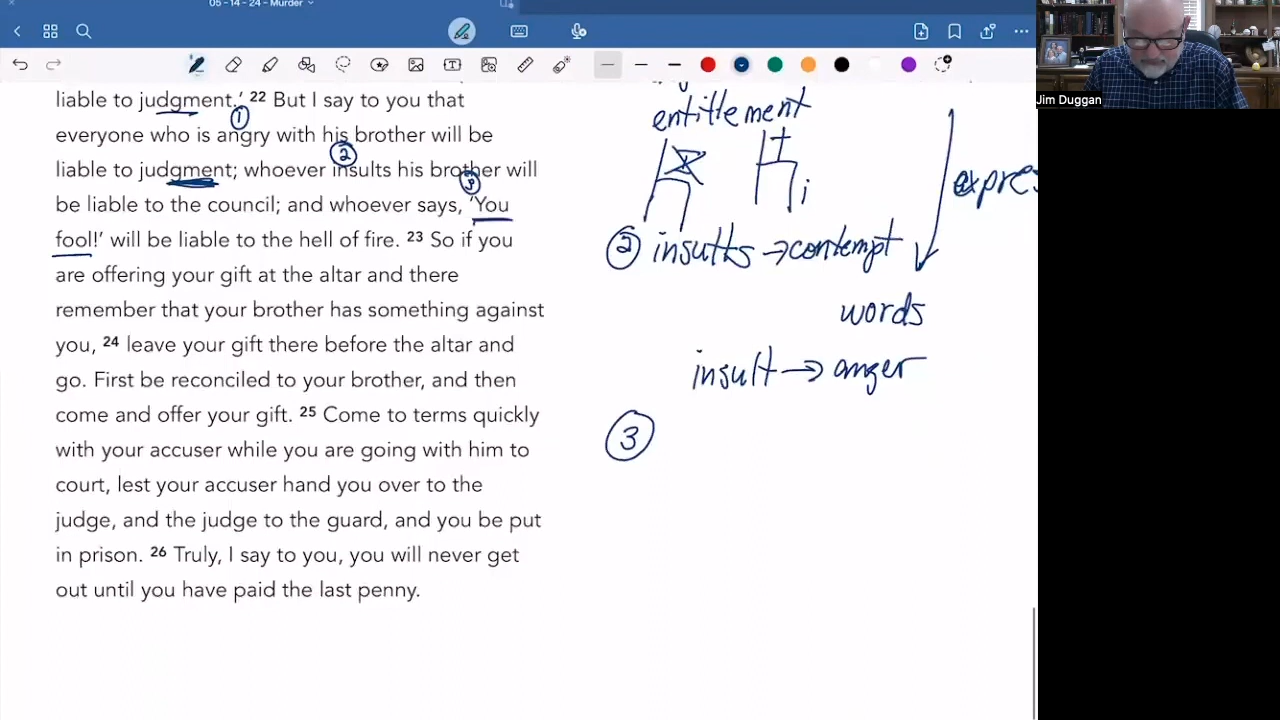 05 - 14 - 24 - Murder
Jim Duggan
liable to judgment.' 22 But I say to you that
everyone who is angry with his brother will be
liable to judgment; whoever insults his brother will
be liable to the council; and whoever says, 'You
fool!' will be liable to the hell of fire. 23 So if you
are offering your gift at the altar and there
remember that your brother has something against
you, 24 leave your gift there before the altar and
go. First be reconciled to your brother, and then
come and offer your gift. 25 Come to terms quickly
with your accuser while you are going with him to
court, lest your accuser hand you over to the
judge, and the judge to the guard, and you be put
in prison. 26 Truly, I say to you, you will never get
out until you have paid the last penny.
1
2
3
entitlement
i
expres
2 insults → contempt
words
insult → anger
3